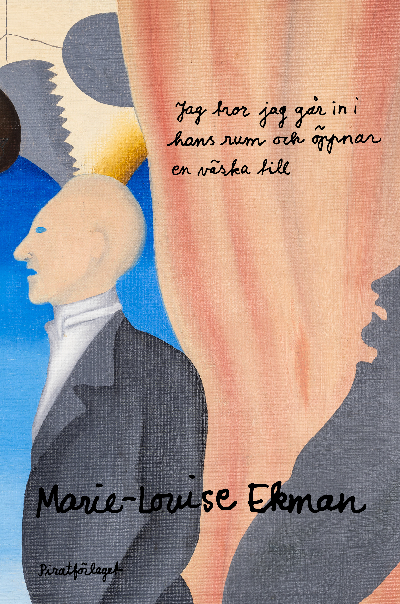 Jag tror jag går in i
hans rum och öppnar
en väska till
Marie-Louise Ekman
Piratförlaget